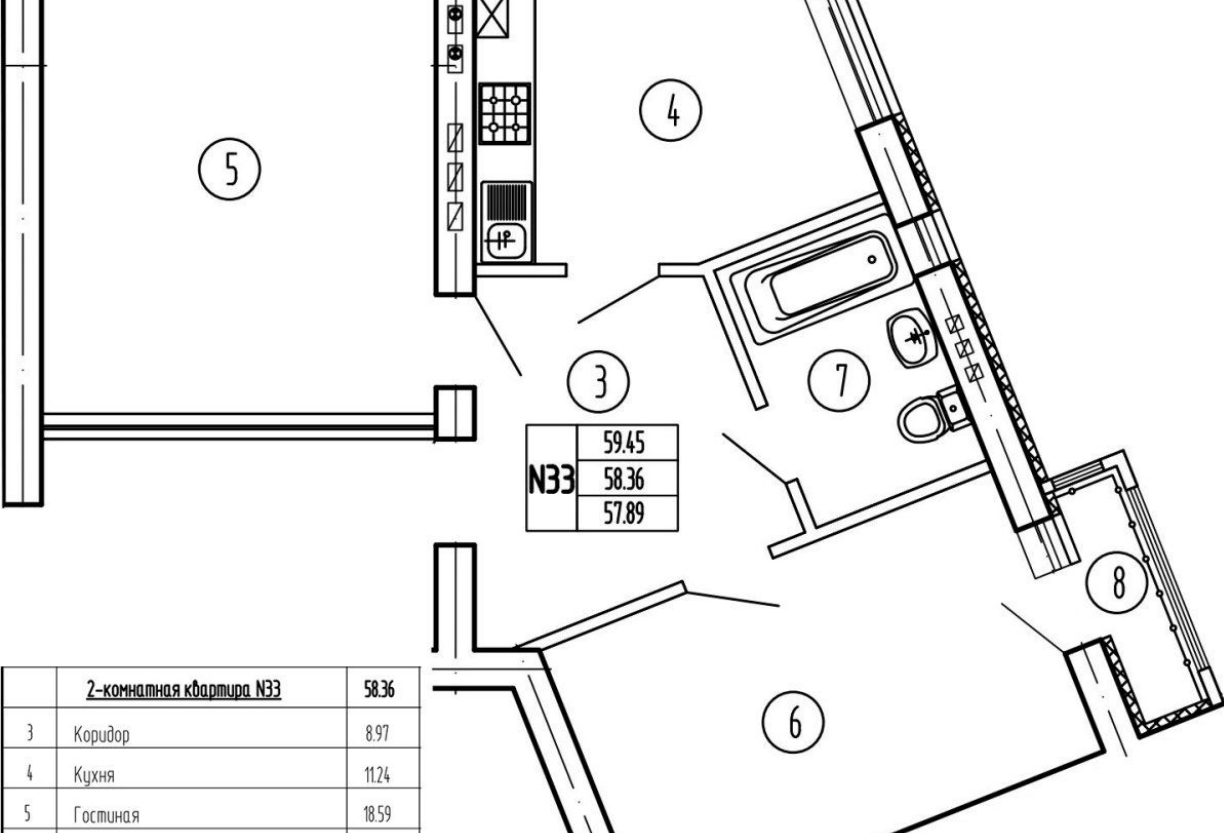 4
5
3
7
N33
59.45
58.36
57.89
8
6
2-комнатная квартира N33 58.36
3 Коридор 8.97
4 Кухня 11.24
5 Гостиная 18.59